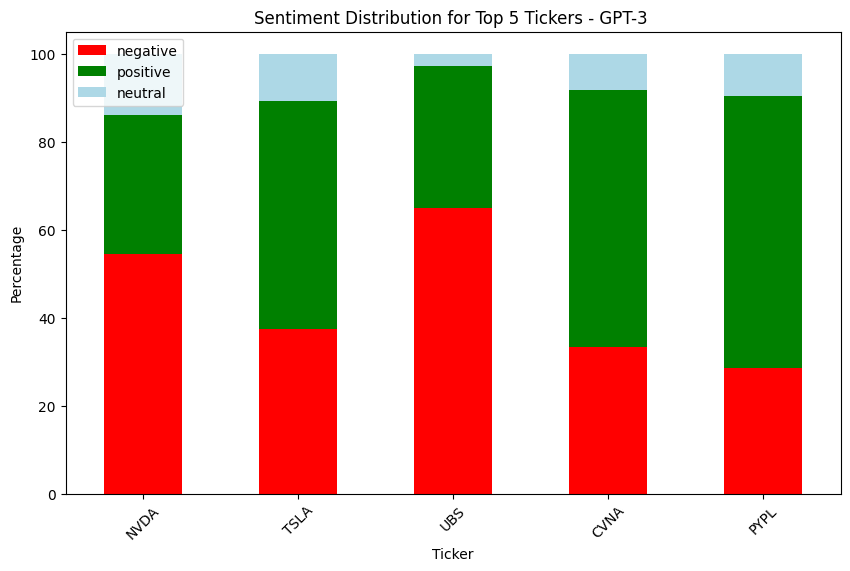 Sentiment Distribution for Top 5 Tickers - GPT-3
negative
positive
neutral
100
80
60
40
20
0
Percentage
NVDA
TSLA
UBS
CVNA
PYPL
Ticker